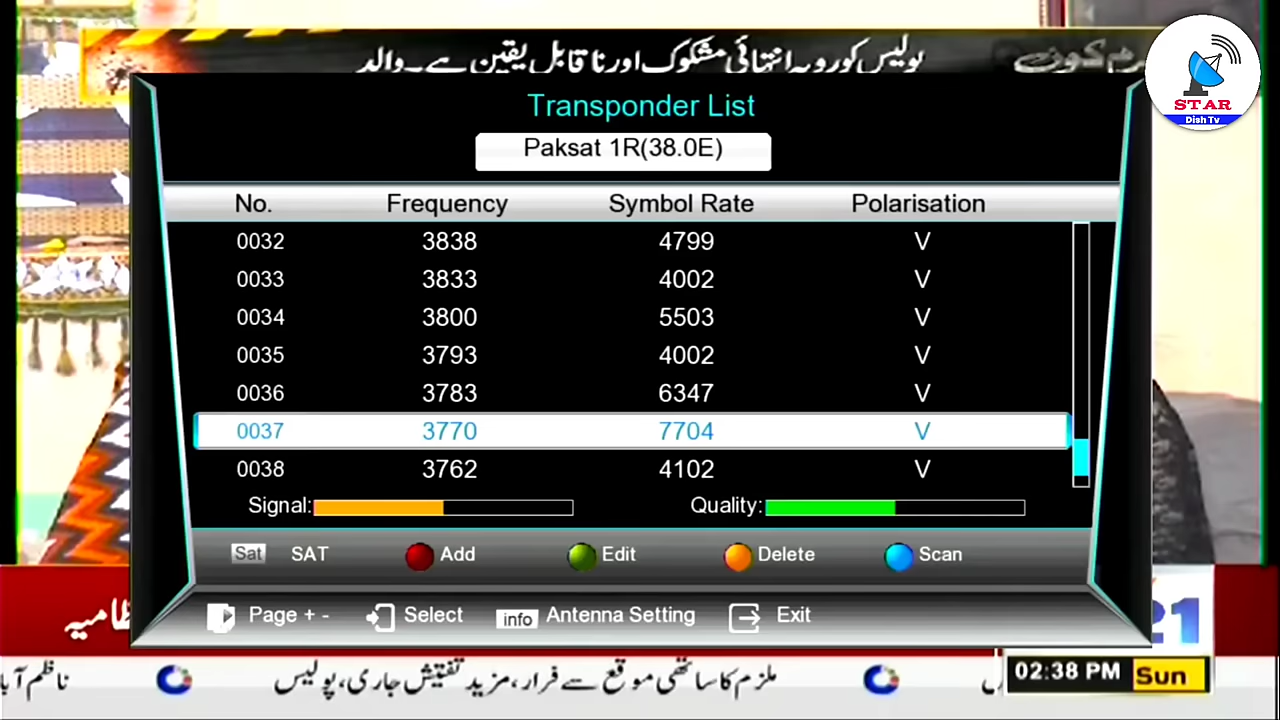 پولیس کو رویہ انتہائی مشکوک اور ناقابل یقین ہے۔والد
STAR
Dish Tv
Transponder List
Paksat 1R(38.0E)
No. Frequency Symbol Rate Polarisation
0032 3838 4799 V
0033 3833 4002 V
0034 3800 5503 V
0035 3793 4002 V
0036 3783 6347 V
0037 3770 7704 V
0038 3762 4102 V
Signal: Quality:
Sat SAT Add Edit Delete Scan
Page + - Select info Antenna Setting Exit
21
ملزم کا ساتھی موقع سے فرار، مزید تفتیش جاری، پولیس
02:38 PM Sun